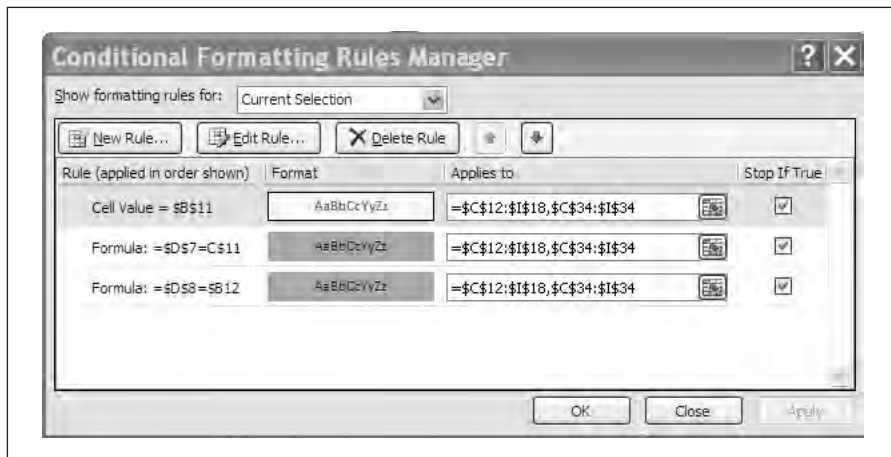 Conditional Formatting Rules Manager
Show formatting rules for: Current Selection
New Rule... Edit Rule... Delete Rule
Rule (applied in order shown) Format Applies to Stop If True
Cell Value = $B$11 AaBbCcYyZz =$C$12:$I$18,$C$34:$I$34
Formula: =$D$7=C$11 AaBbCcYyZz =$C$12:$I$18,$C$34:$I$34
Formula: =$D$8=$B12 AaBbCcYyZz =$C$12:$I$18,$C$34:$I$34
OK Close Apply